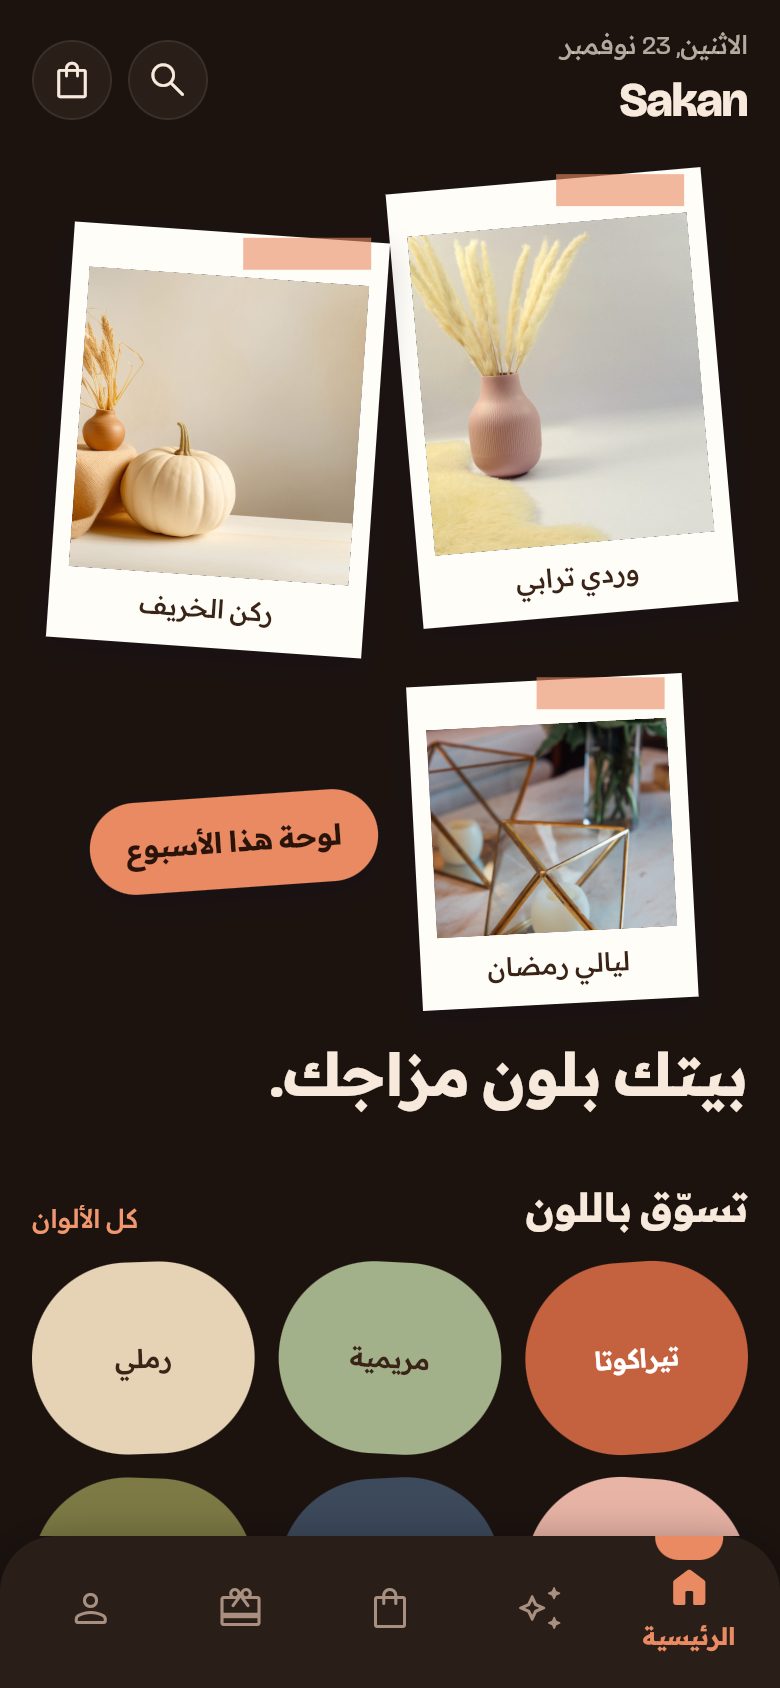 الاثنين, 23 نوفمبر
Sakan
وردي ترابي
ركن الخريف
ليالي رمضان
لوحة هذا الأسبوع
بيتك بلون مزاجك.
تسوّق باللون
كل الألوان
تيراكوتا
مريمية
رملي
الرئيسية